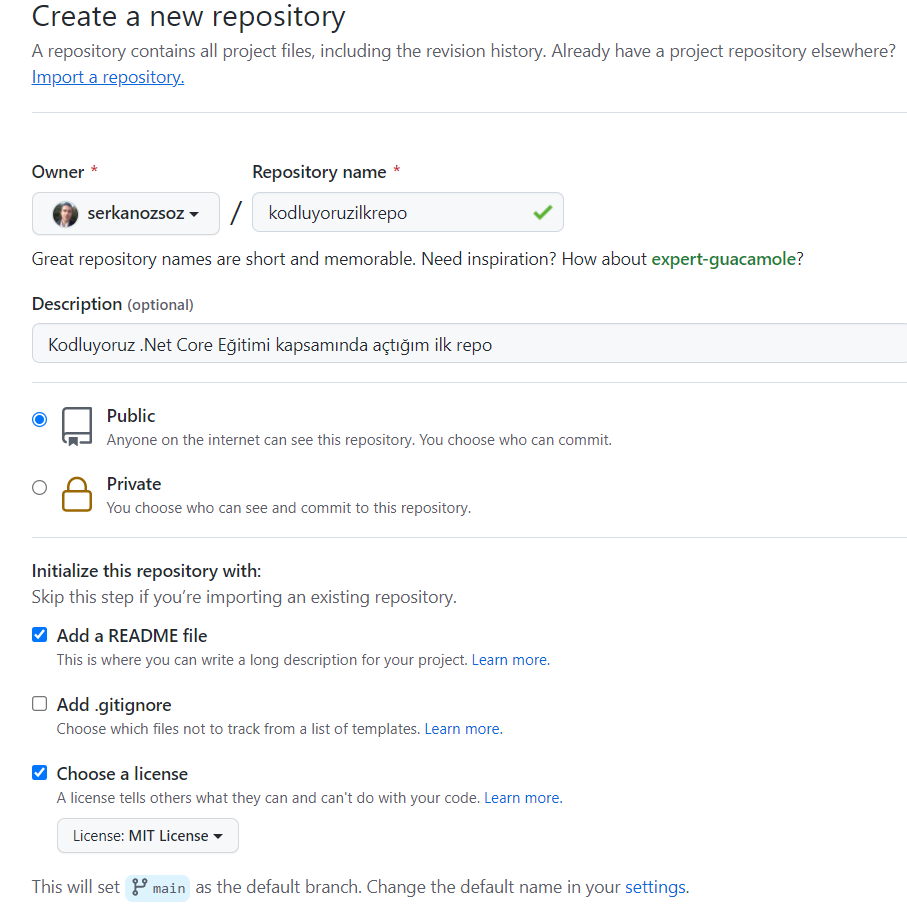 Create a new repository
A repository contains all project files, including the revision history. Already have a project repository elsewhere?
Import a repository.
Owner * Repository name *
serkanozsoz / kodluyoruzilkrepo
Great repository names are short and memorable. Need inspiration? How about expert-guacamole?
Description (optional)
Kodluyoruz .Net Core Eğitimi kapsamında açtığım ilk repo
Public
Anyone on the internet can see this repository. You choose who can commit.
Private
You choose who can see and commit to this repository.
Initialize this repository with:
Skip this step if you’re importing an existing repository.
Add a README file
This is where you can write a long description for your project. Learn more.
Add .gitignore
Choose which files not to track from a list of templates. Learn more.
Choose a license
A license tells others what they can and can't do with your code. Learn more.
License: MIT License
This will set main as the default branch. Change the default name in your settings.